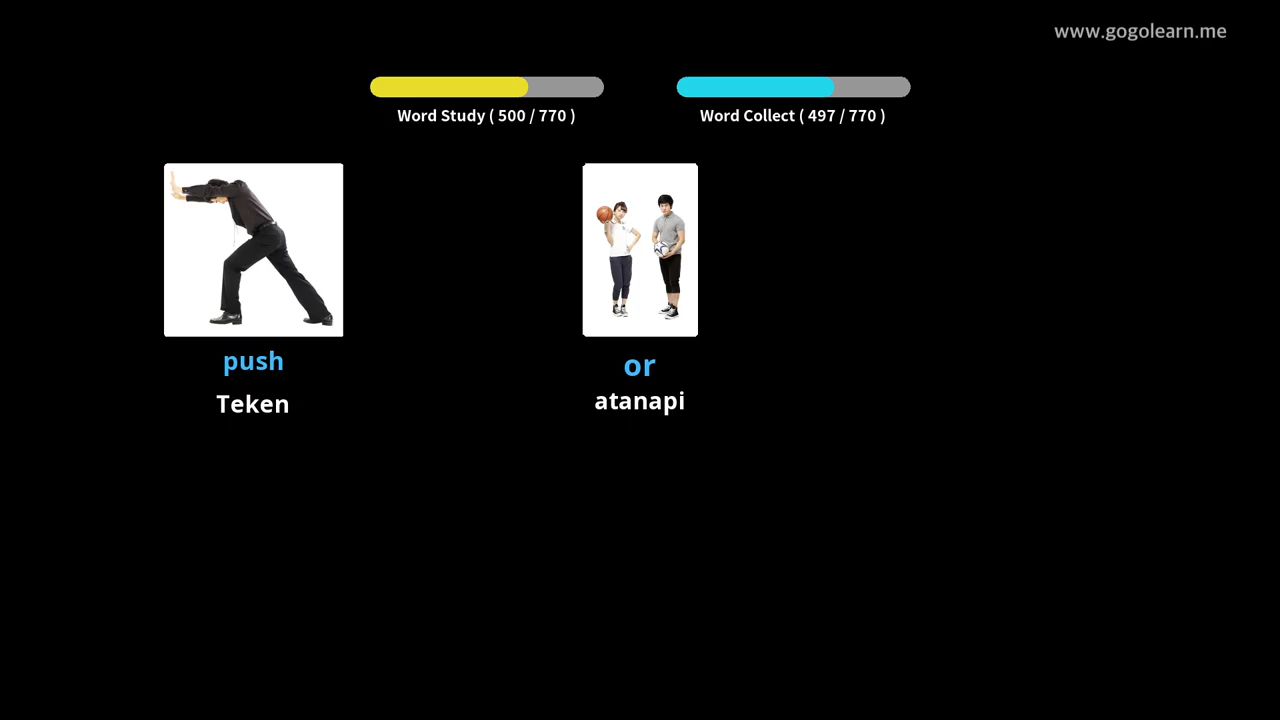 www.gogolearn.me
Word Study ( 500 / 770 )
Word Collect ( 497 / 770 )
push
Teken
or
atanapi